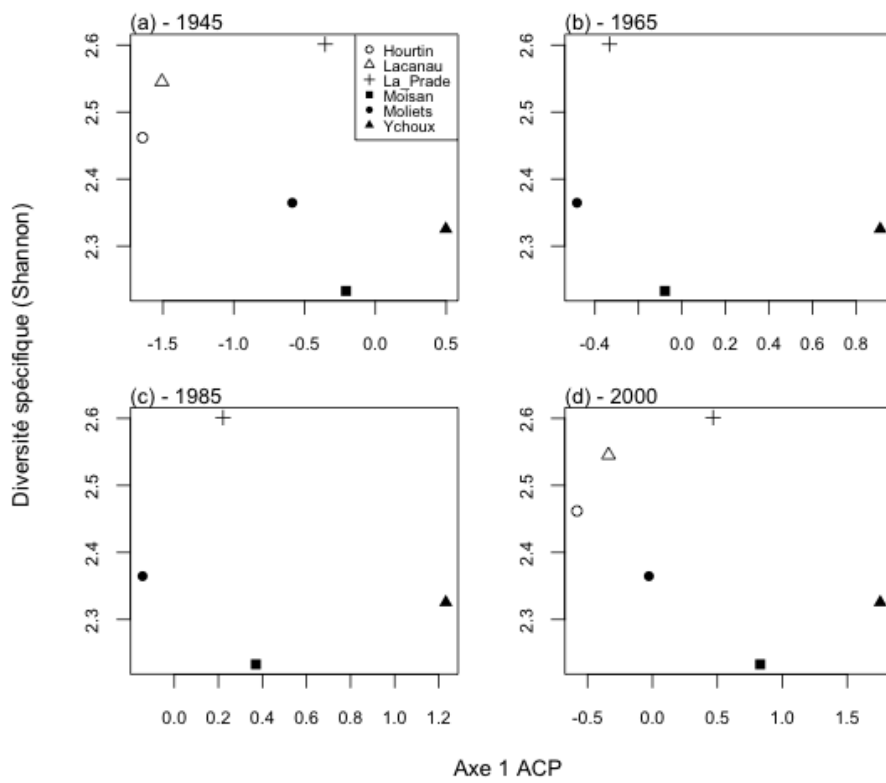 (a) - 1945
2.6
2.5
2.4
2.3
Hourtin
Lacanau
La_Prade
Moisan
Moliets
Ychoux
-1.5 -1.0 -0.5 0.0 0.5
(b) - 1965
2.6
2.5
2.4
2.3
-0.4 0.0 0.2 0.4 0.6 0.8
Diversité spécifique (Shannon)
(c) - 1985
2.6
2.5
2.4
2.3
0.0 0.2 0.4 0.6 0.8 1.0 1.2
(d) - 2000
2.6
2.5
2.4
2.3
-0.5 0.0 0.5 1.0 1.5
Axe 1 ACP